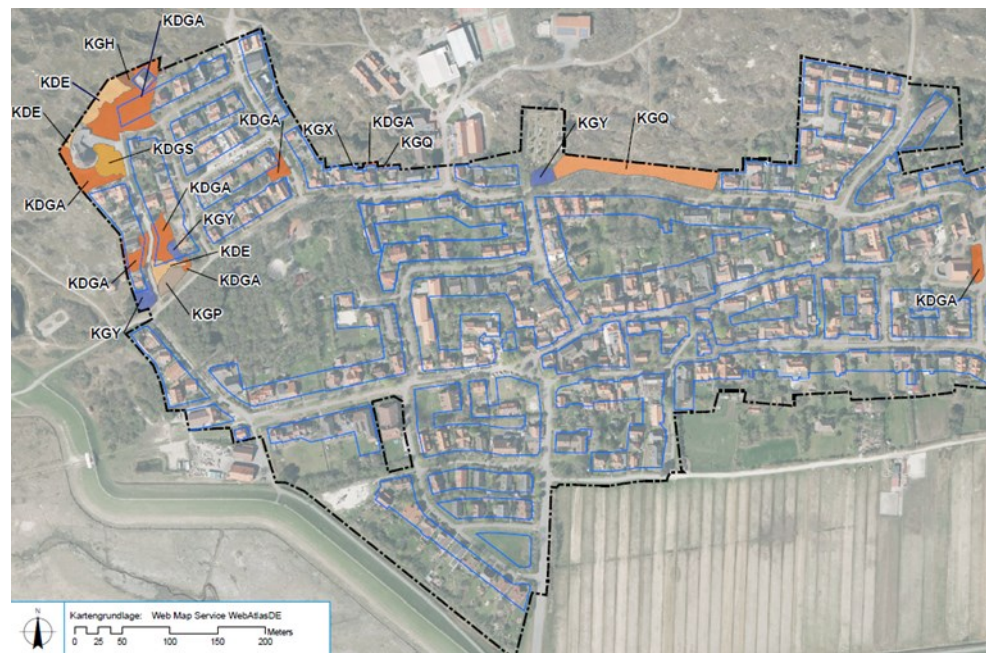 KDGA
KGH
KDE
KDE
KDGA
KGX
KDGA
KGQ
KGY
KGQ
KDGS
KDGA
KDGA
KGY
KDE
KDGA
KDGA
KGP
KGY
KDGA
N
Kartengrundlage: Web Map Service WebAtlasDE
Meters
0 25 50 100 150 200